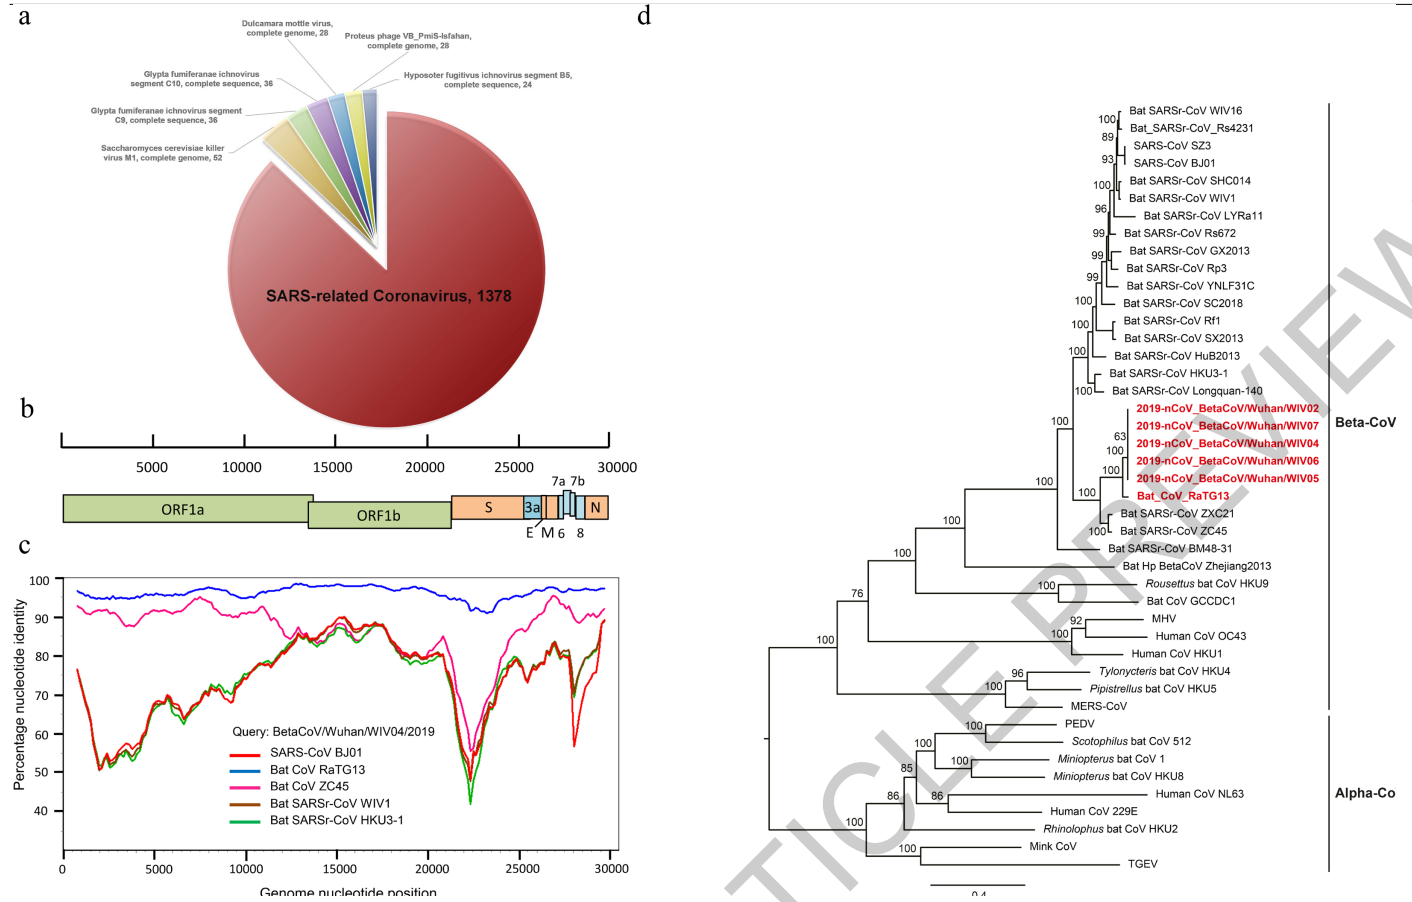 a
Dulcamara mottle virus,
complete genome, 28
Proteus phage VB_PmiS-Isfahan,
complete genome, 28
Glypta fumiferanae ichnovirus
segment C10, complete sequence, 36
Hyposoter fugitivus ichnovirus segment B5,
complete sequence, 24
Glypta fumiferanae ichnovirus segment
C9, complete sequence, 36
Saccharomyces cerevisiae killer
virus M1, complete genome, 52
SARS-related Coronavirus, 1378
b
5000 10000 15000 20000 25000 30000
7a 7b
ORF1a ORF1b S 3a N
E M 6 8
c
Percentage nucleotide identity
100
90
80
70
60
50
40
Query: BetaCoV/Wuhan/WIV04/2019
SARS-CoV BJ01
Bat CoV RaTG13
Bat CoV ZC45
Bat SARSr-CoV WIV1
Bat SARSr-CoV HKU3-1
0 5000 10000 15000 20000 25000 30000
Genome nucleotide position
d
Bat SARSr-CoV WIV16
100
Bat_SARSr-CoV_Rs4231
89
SARS-CoV SZ3
93
SARS-CoV BJ01
Bat SARSr-CoV SHC014
100
Bat SARSr-CoV WIV1
96
Bat SARSr-CoV LYRa11
99
Bat SARSr-CoV Rs672
99
Bat SARSr-CoV GX2013
Bat SARSr-CoV Rp3
99
Bat SARSr-CoV YNLF31C
100
Bat SARSr-CoV SC2018
100
Bat SARSr-CoV Rf1
Bat SARSr-CoV SX2013
100
Bat SARSr-CoV HuB2013
Bat SARSr-CoV HKU3-1
100
Bat SARSr-CoV Longquan-140
2019-nCoV_BetaCoV/Wuhan/WIV02
100
2019-nCoV_BetaCoV/Wuhan/WIV07
63
2019-nCoV_BetaCoV/Wuhan/WIV04
100
2019-nCoV_BetaCoV/Wuhan/WIV06
100
2019-nCoV_BetaCoV/Wuhan/WIV05
100
Bat_CoV_RaTG13
100
Bat SARSr-CoV ZXC21
100
Bat SARSr-CoV ZC45
100
Bat SARSr-CoV BM48-31
100
Bat Hp BetaCoV Zhejiang2013
Rousettus bat CoV HKU9
100
Bat CoV GCCDC1
76
MHV
92
Human CoV OC43
100
Human CoV HKU1
100
Tylonycteris bat CoV HKU4
96
Pipistrellus bat CoV HKU5
100
MERS-CoV
Beta-CoV
PEDV
100
Scotophilus bat CoV 512
100
Miniopterus bat CoV 1
100
Miniopterus bat CoV HKU8
85
Human CoV NL63
86
86
Human CoV 229E
100
Rhinolophus bat CoV HKU2
Mink CoV
100
TGEV
Alpha-Co
0.4
TICLE PREVIEW